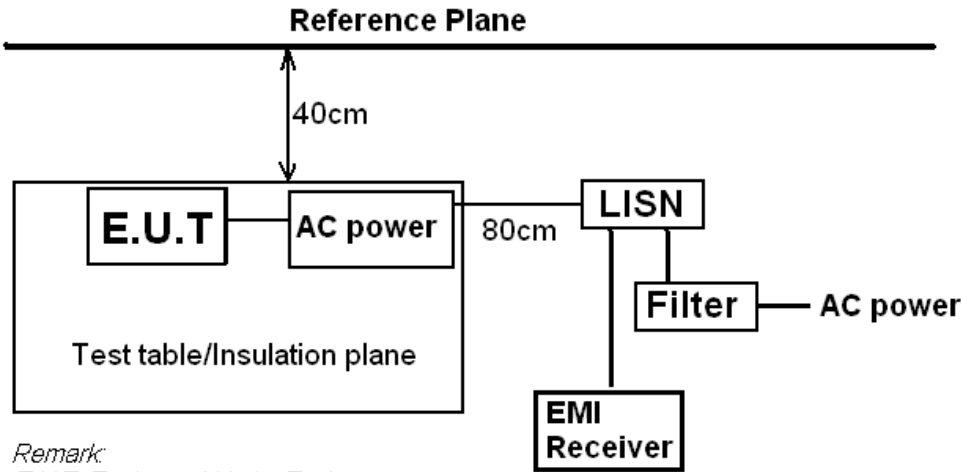 Reference Plane
40cm
E.U.T
AC power
80cm
LISN
Filter
AC power
Test table/Insulation plane
EMI
Receiver
Remark: